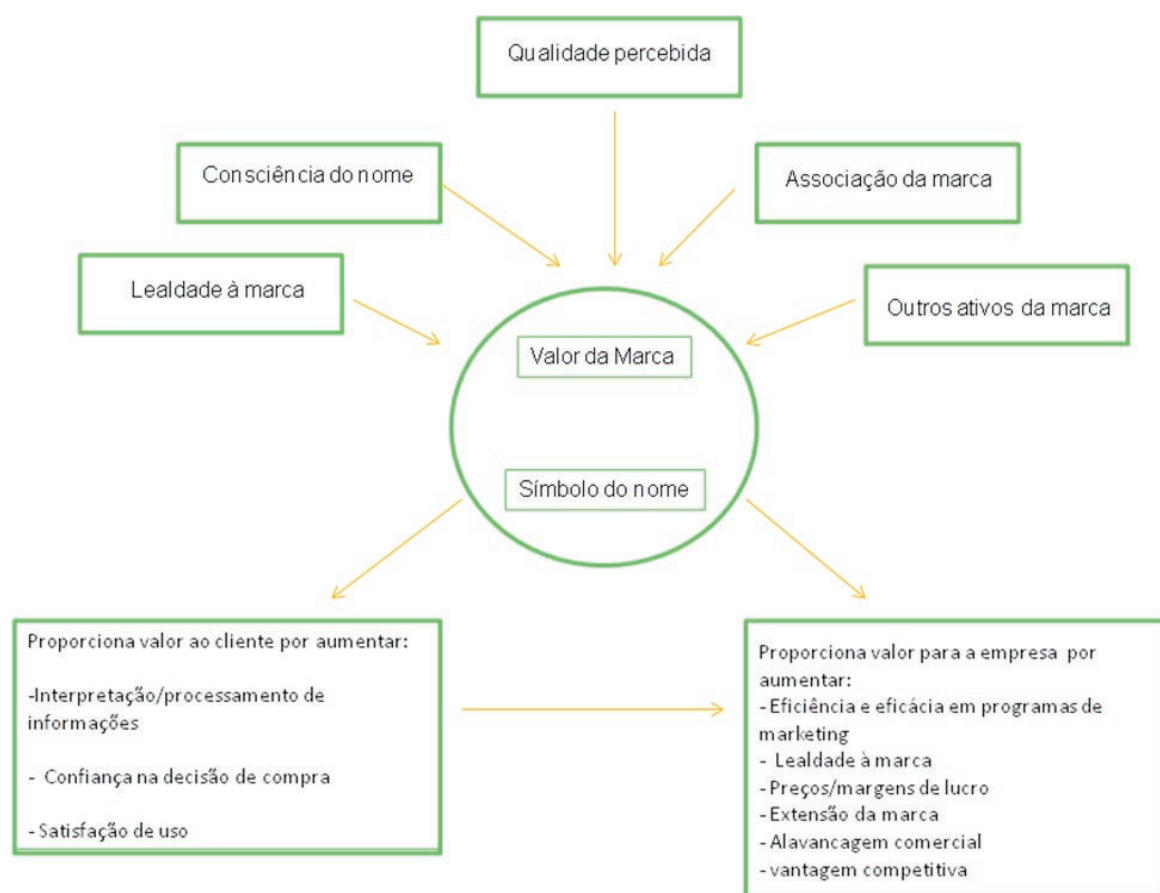 Qualidade percebida
Consciência do nome
Associação da marca
Lealdade à marca
Outros ativos da marca
Valor da Marca
Símbolo do nome
Proporciona valor ao cliente por aumentar:
-Interpretação/processamento de
informações
- Confiança na decisão de compra
-Satisfação de uso
Proporciona valor para a empresa por
aumentar:
-Eficiência e eficácia em programas de
marketing
- Lealdade à marca
-Preços/margens de lucro
-Extensão da marca
-Alavancagem comercial
-vantagem competitiva